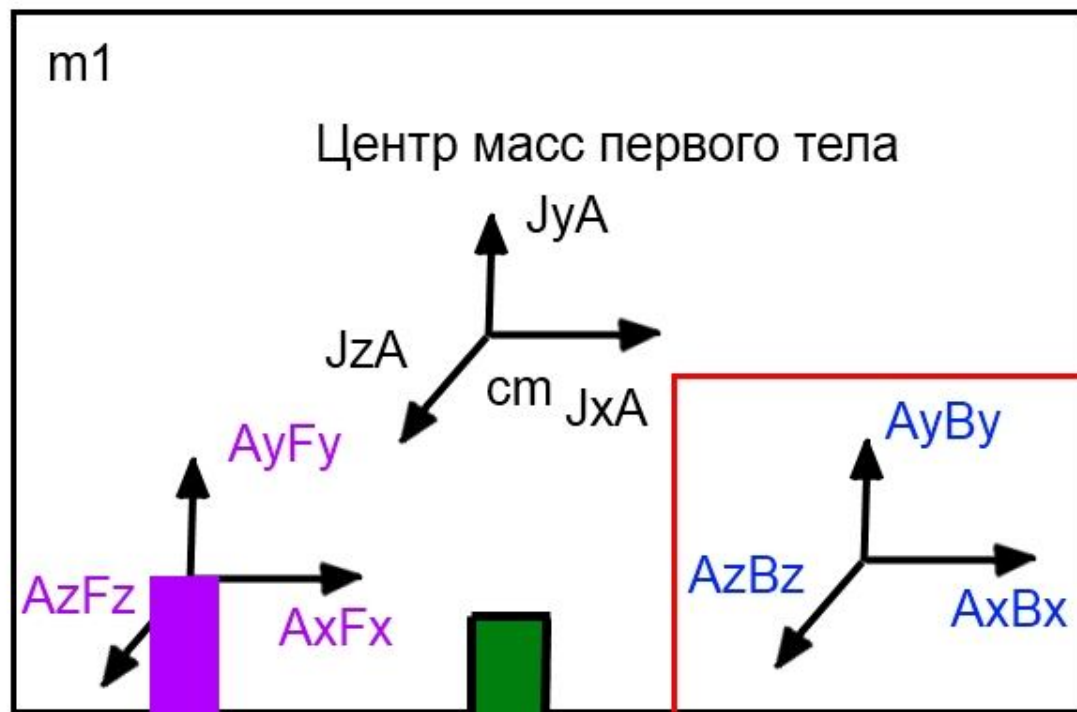 m1
Центр масс первого тела
JyA
JzA
cm
JxA
AyFy
AzFz
AxFx
AyBy
AzBz
AxBx